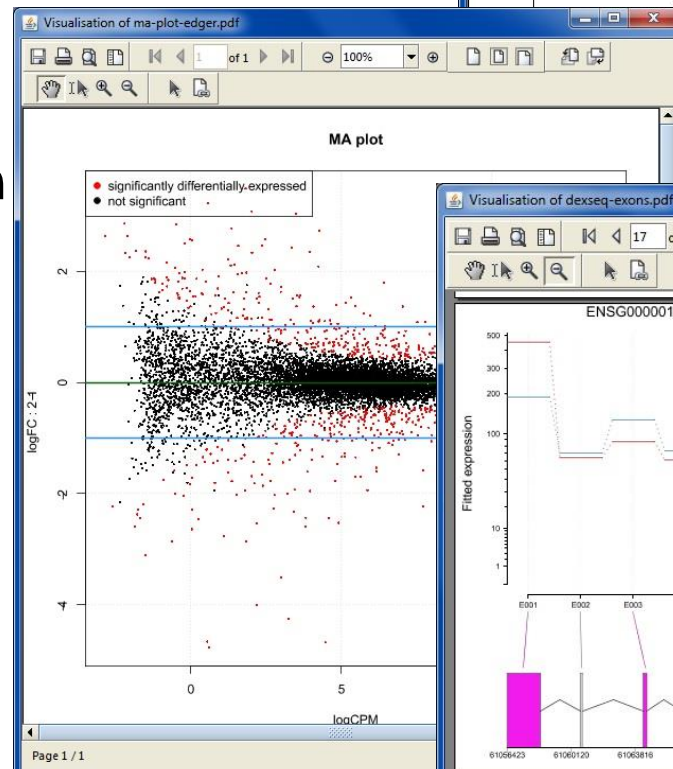 Visualisation of ma-plot-edger.pdf
1 of 1
100%
MA plot
significantly differentially expressed
not significant
2
0
-2
-4
logFC : 2-4
0 5
logCPM
Page 1 / 1
Visualisation of dexseq-exons.pdf
17
ENSG000001
500
300
200
100
10
1
Fitted expression
E001 E002 E003
61056423 61060120 61063816